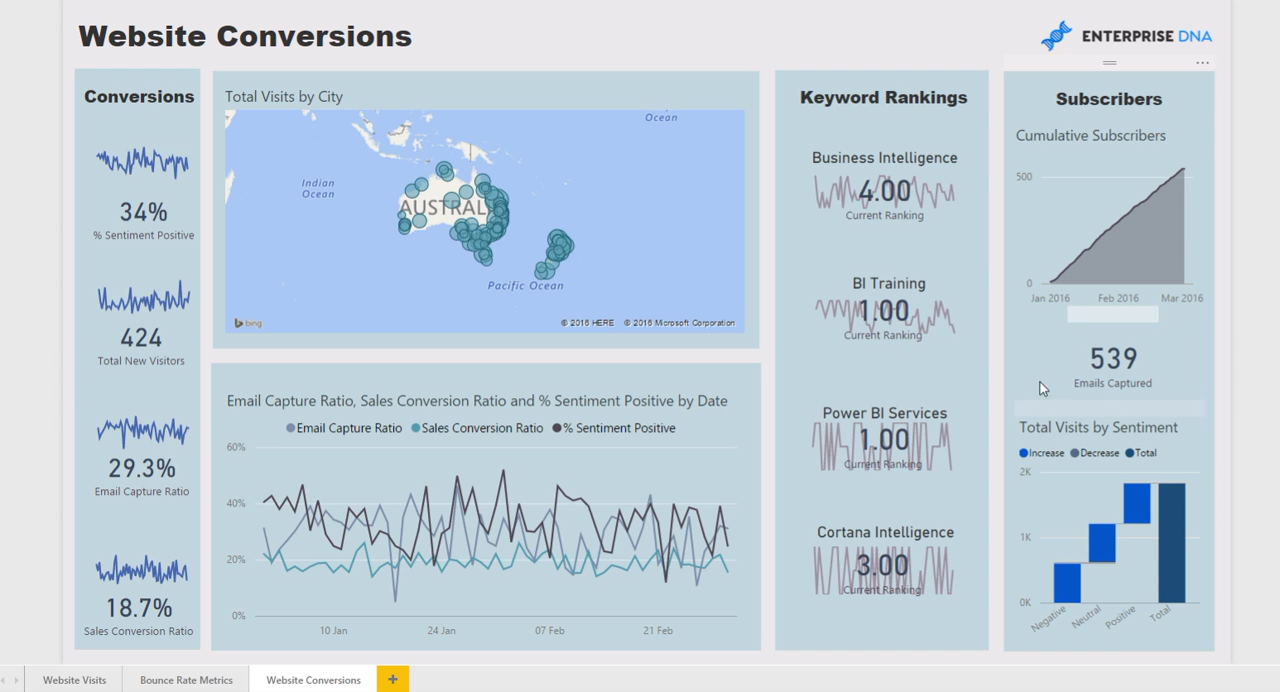 Website Conversions
ENTERPRISE DNA
Conversions
34%
% Sentiment Positive
424
Total New Visitors
29.3%
Email Capture Ratio
18.7%
Sales Conversion Ratio
Total Visits by City
Ocean
Indian
Ocean
AUSTRAL
Pacific Ocean
bing
© 2016 HERE © 2016 Microsoft Corporation
Email Capture Ratio, Sales Conversion Ratio and % Sentiment Positive by Date
Email Capture Ratio Sales Conversion Ratio % Sentiment Positive
60%
40%
20%
0%
10 Jan 24 Jan 07 Feb 21 Feb
Keyword Rankings
Business Intelligence
4.00
Current Ranking
BI Training
1.00
Current Ranking
Power BI Services
1.00
Current Ranking
Cortana Intelligence
3.00
Current Ranking
Subscribers
Cumulative Subscribers
500
0
Jan 2016 Feb 2016 Mar 2016
539
Emails Captured
Total Visits by Sentiment
Increase Decrease Total
2K
1K
0K
Negative Neutral Positive Total
Website Visits Bounce Rate Metrics Website Conversions +